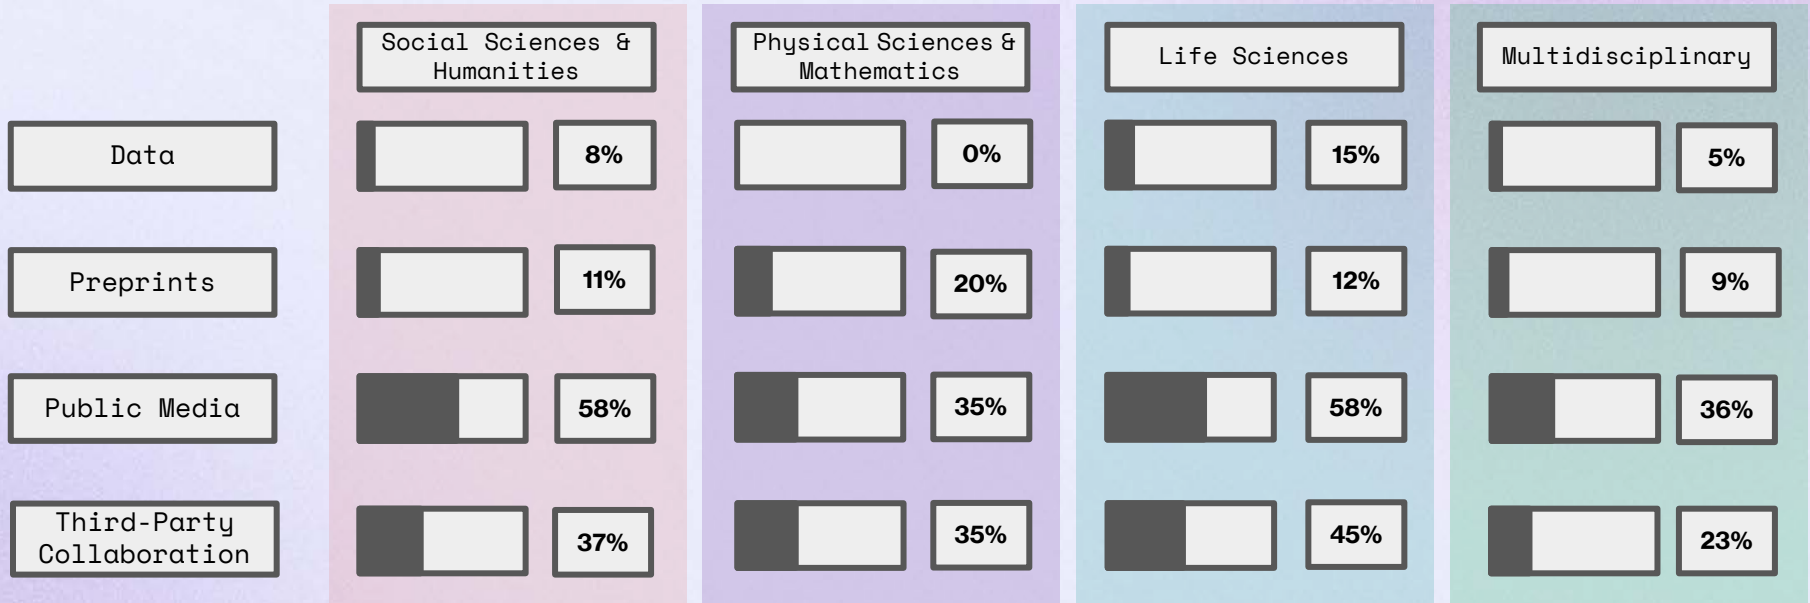 Social Sciences &
Humanities
Physical Sciences &
Mathematics
Life Sciences
Multidisciplinary
Data
8%
0%
15%
5%
Preprints
11%
20%
12%
9%
Public Media
58%
35%
58%
36%
Third-Party
Collaboration
37%
35%
45%
23%